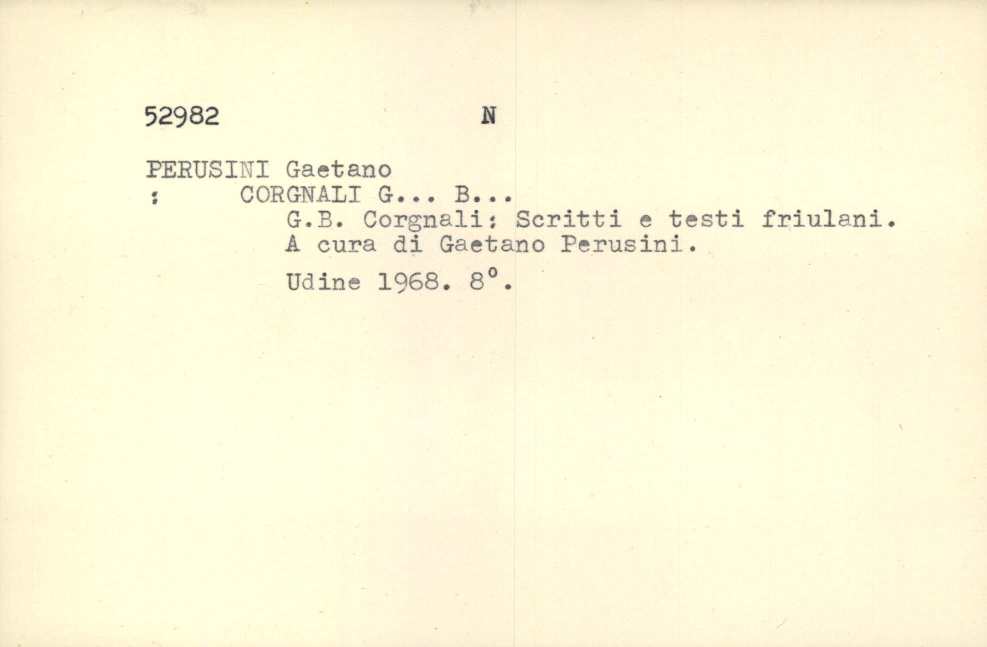 52982 N
PERUSINI Gaetano
: CORGNALI G... B...
G.B. Corgnali: Scritti e testi friulani.
A cura di Gaetano Perusini.
Udine 1968. 8°.